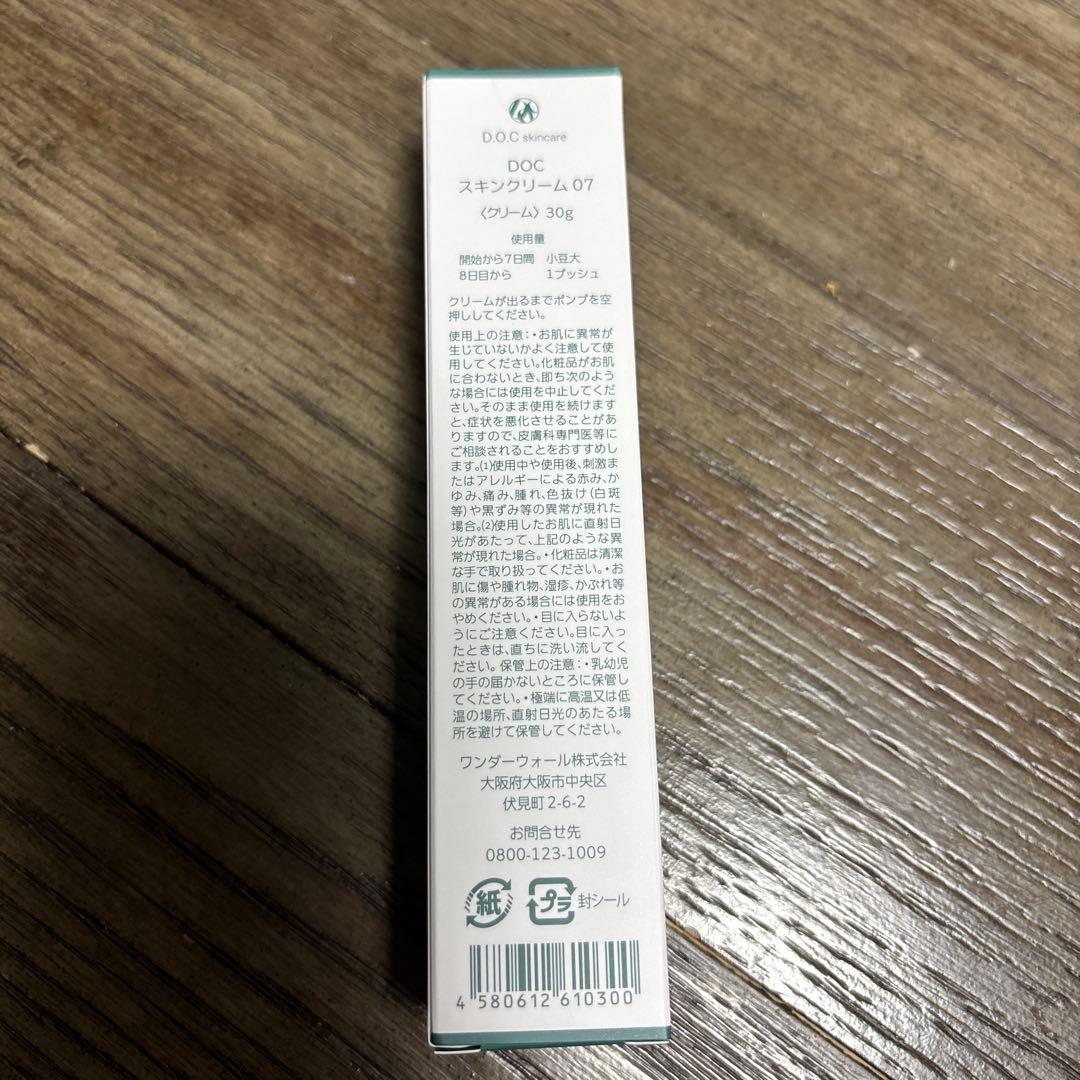 D.O.C skincare
DOC
スキンクリーム 07
〈クリーム〉 30g
使用量
開始から7日間 小豆大
8日目から 1プッシュ
クリームが出るまでポンプを空
押ししてください。
使用上の注意:・お肌に異常が
生じていないかよく注意して使
用してください。化粧品がお肌
に合わないとき、即ち次のよう
な場合には使用を中止してくだ
さい。そのまま使用を続けます
と、症状を悪化させることがあ
りますので、皮膚科専門医等に
ご相談されることをおすすめし
ます。(1)使用中や使用後、刺激ま
たはアレルギーによる赤み、か
ゆみ、痛み、腫れ、色抜け(白斑
等)や黒ずみ等の異常が現れた
場合。(2)使用したお肌に直射日
光があたって、上記のような異
常が現れた場合。・化粧品は清潔
な手で取り扱ってください。・お
肌に傷や腫れ物、湿疹、かぶれ等
の異常がある場合には使用をお
やめください。・目に入らないよ
うにご注意ください。目に入っ
たときは、直ちに洗い流してく
ださい。 保管上の注意:・乳幼児
の手の届かないところに保管し
てください。・極端に高温又は低
温の場所、直射日光のあたる場
所を避けて保管してください。
ワンダーウォール株式会社
大阪府大阪市中央区
伏見町 2-6-2
お問合せ先
0800-123-1009
紙 プラ 封シール
4 580612 610300